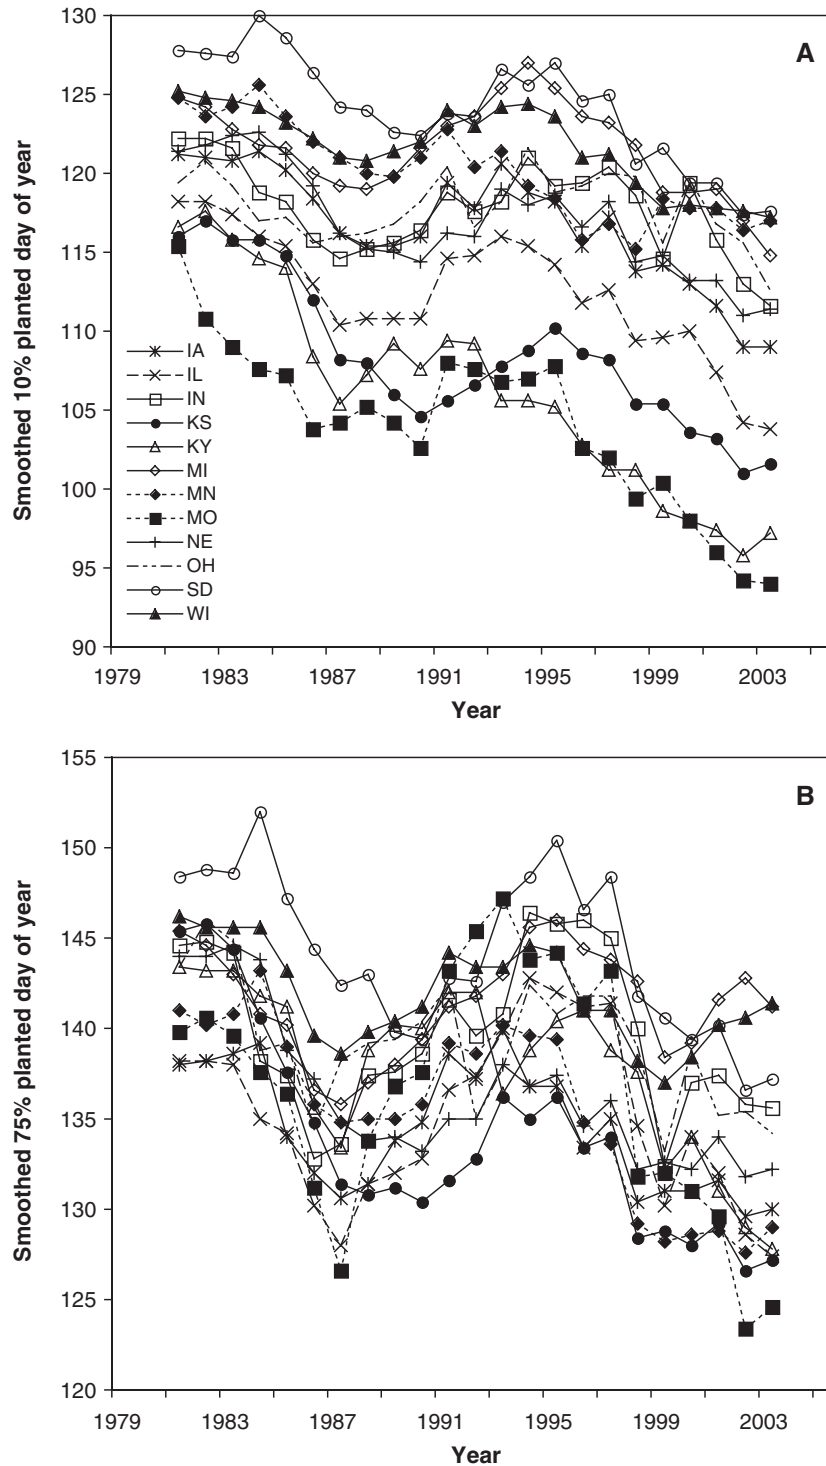 A
Smoothed 10% planted day of year
130
125
120
115
110
105
100
95
90
IA
IL
IN
KS
KY
MI
MN
MO
NE
OH
SD
WI
1979 1983 1987 1991 1995 1999 2003
Year
B
Smoothed 75% planted day of year
155
150
145
140
135
130
125
120
1979 1983 1987 1991 1995 1999 2003
Year